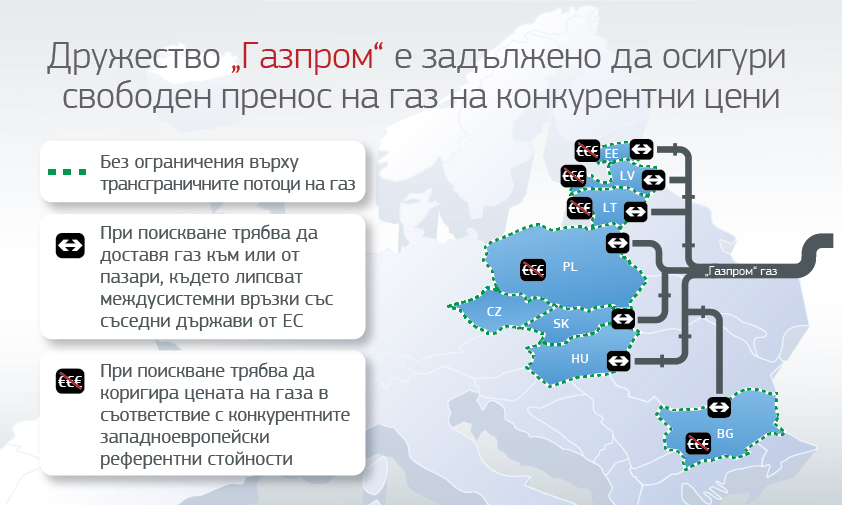 Дружество „Газпром“ е задължено да осигури
свободен пренос на газ на конкурентни цени
Без ограничения върху
трансграничните потоци на газ
При поискване трябва да
доставя газ към или от
пазари, където липсват
междусистемни връзки със
съседни държави от ЕС
При поискване трябва да
коригира цената на газа в
съответствие с конкурентните
западноевропейски
референтни стойности
€€€
€€€
EE
€€€
LV
€€€
LT
€€€
PL
„Газпром“ газ
CZ
SK
HU
€€€
BG